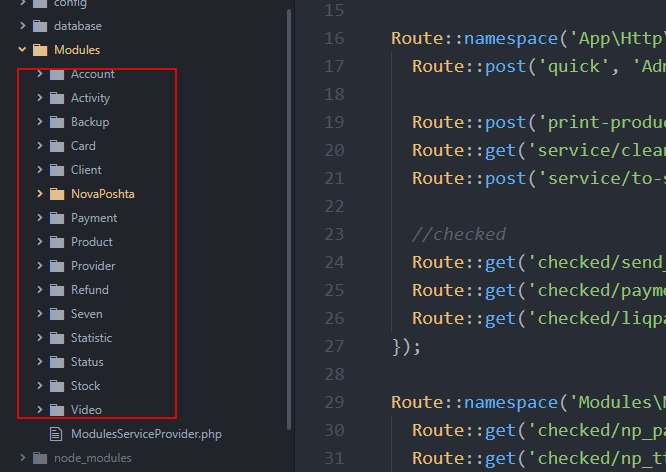 config
database
Modules
Account
Activity
Backup
Card
Client
NovaPoshta
Payment
Product
Provider
Refund
Seven
Statistic
Status
Stock
Video
ModulesServiceProvider.php
node_modules
15
16 Route::namespace('App\Http\
17 Route::post('quick', 'Adm
18
19 Route::post('print-produc
20 Route::get('service/clear
21 Route::post('service/to-s
22
23 //checked
24 Route::get('checked/send_
25 Route::get('checked/payme
26 Route::get('checked/liqpa
27 });
28
29 Route::namespace('Modules\N
30 Route::get('checked/np_pa
31 Route::get('checked/np_t